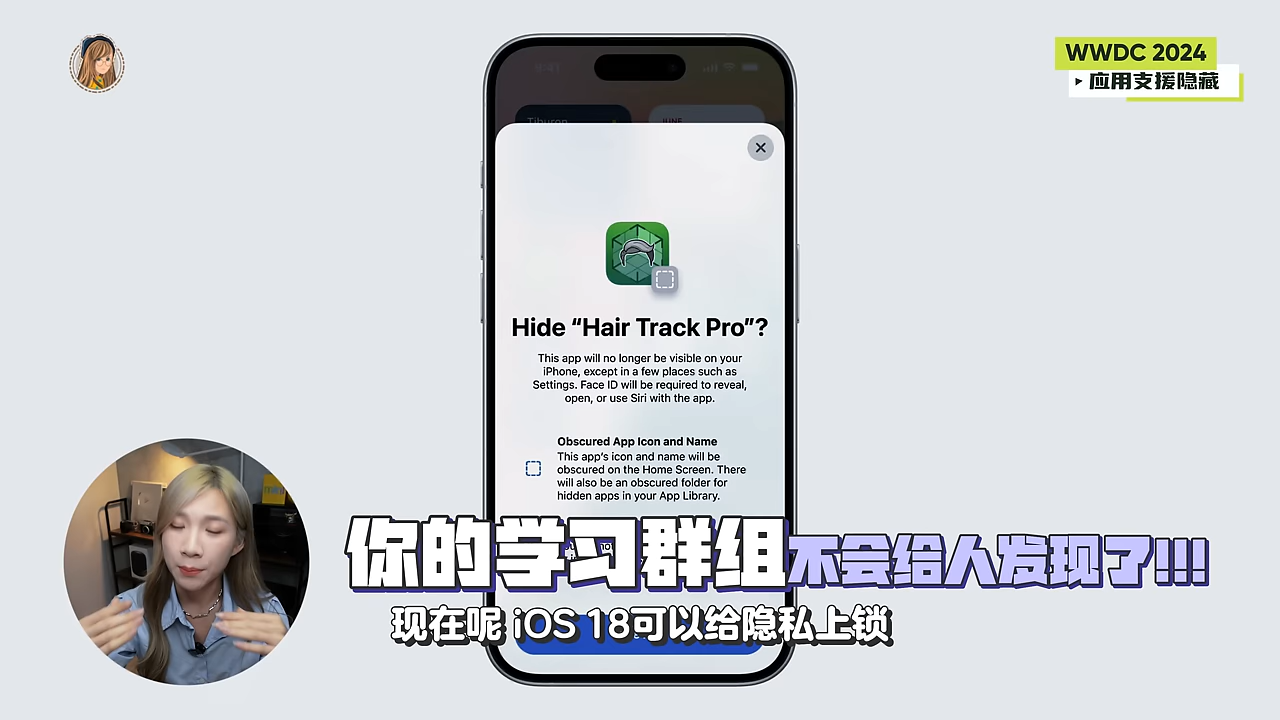 WWDC 2024
▸应用支援隐藏
Tiburon
JUNE
Hide “Hair Track Pro”?
This app will no longer be visible on your
iPhone, except in a few places such as
Settings. Face ID will be required to reveal,
open, or use Siri with the app.
Obscured App Icon and Name
This app’s icon and name will be
obscured on the Home Screen. There
will also be an obscured folder for
hidden apps in your App Library.
你的学习群组不会给人发现了!!!
现在呢 iOS 18可以给隐私上锁